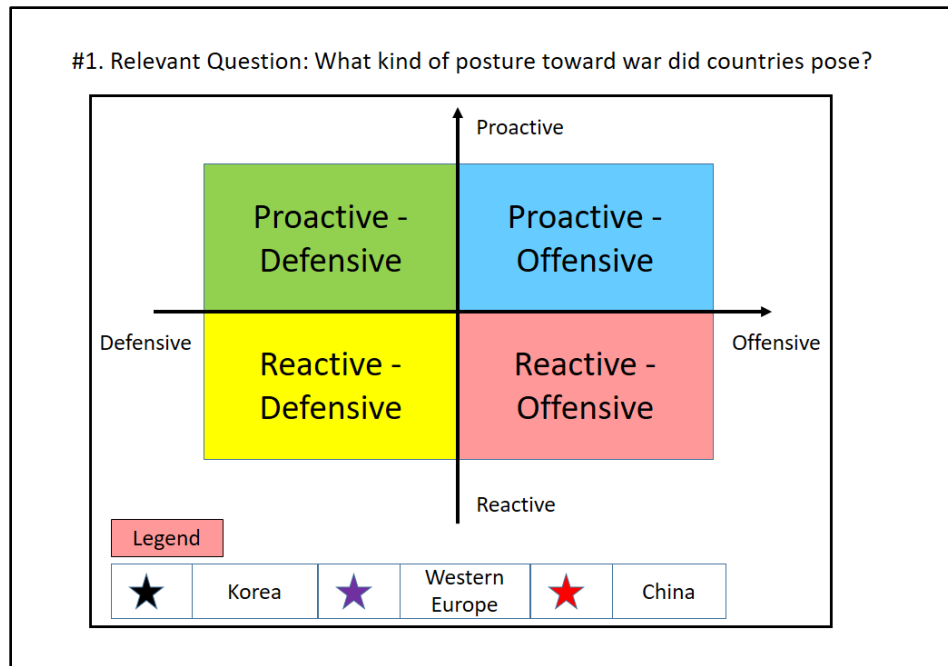 #1. Relevant Question: What kind of posture toward war did countries pose?
Proactive
Proactive -
Defensive
Proactive -
Offensive
Defensive
Offensive
Reactive -
Defensive
Reactive -
Offensive
Reactive
Legend
Korea
Western
Europe
China